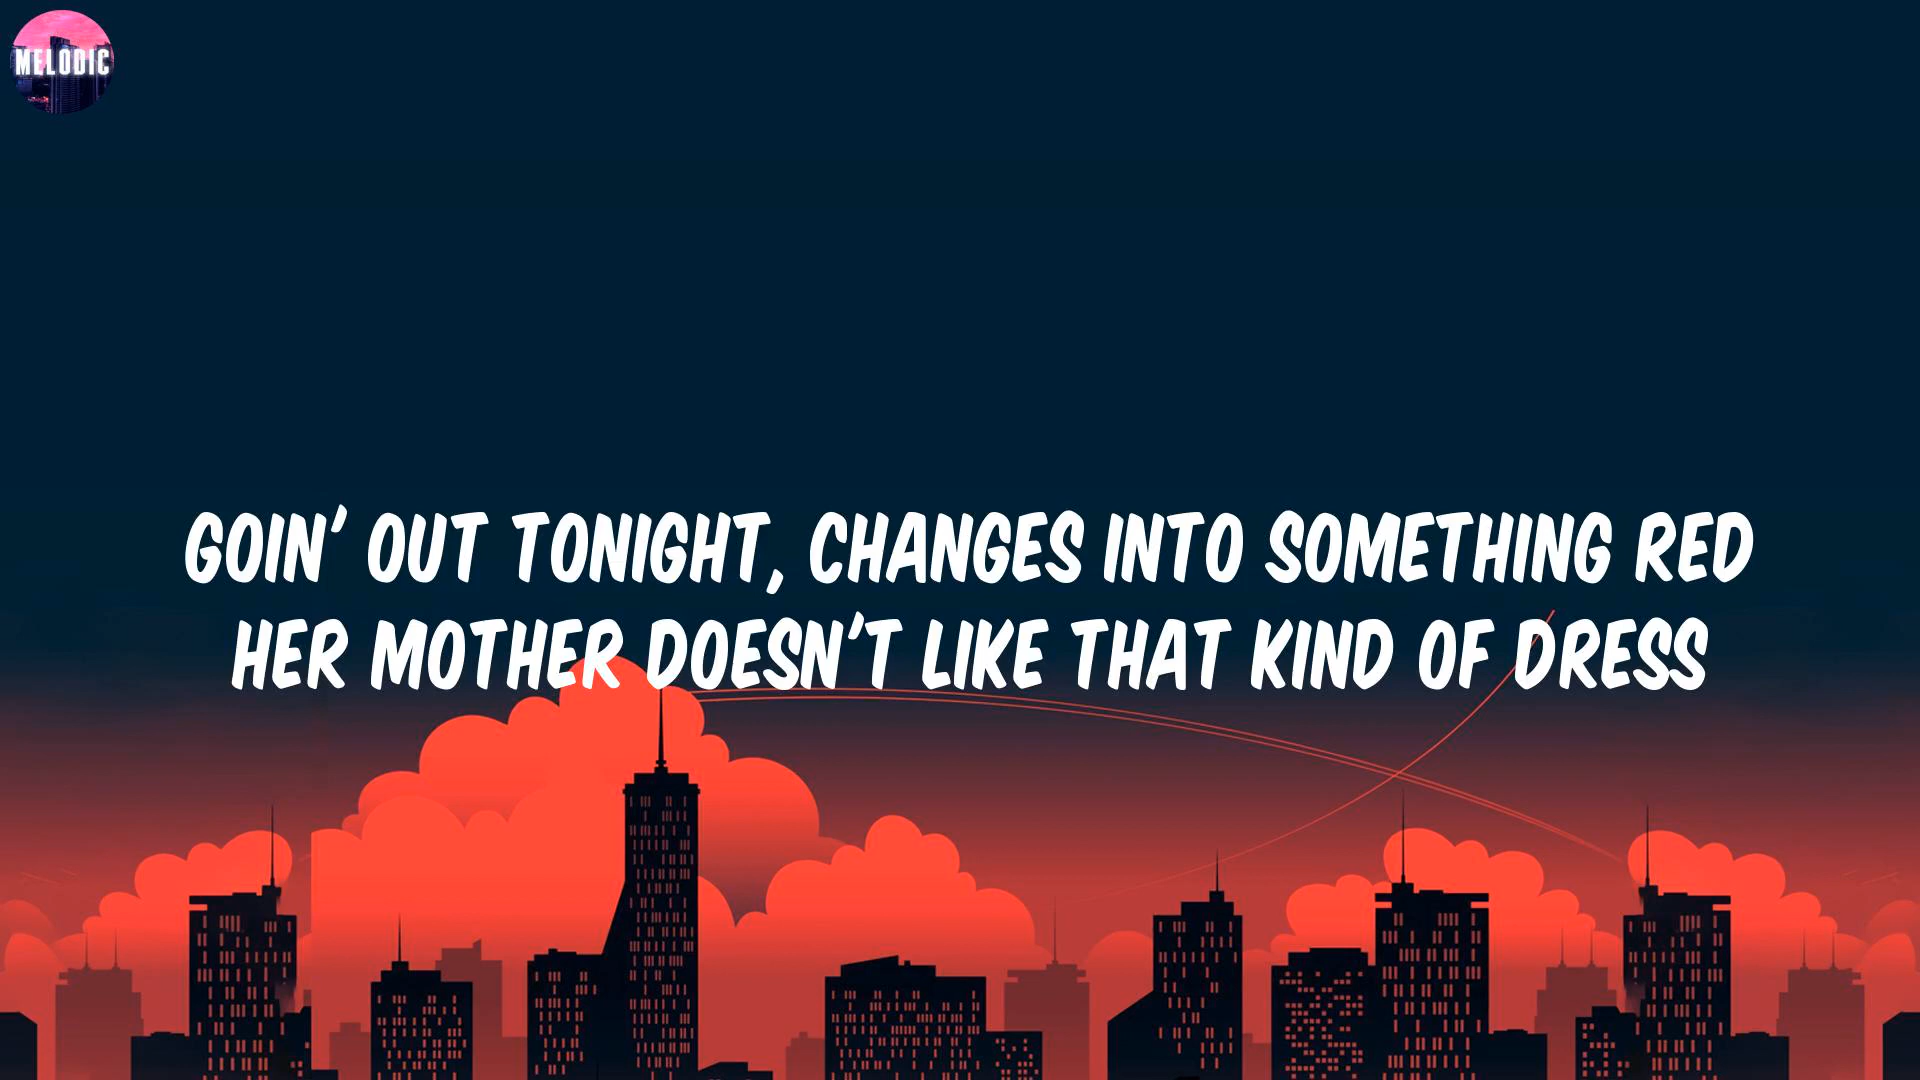 MELODIC
GOIN' OUT TONIGHT, CHANGES INTO SOMETHING RED
HER MOTHER DOESN'T LIKE THAT KIND OF DRESS